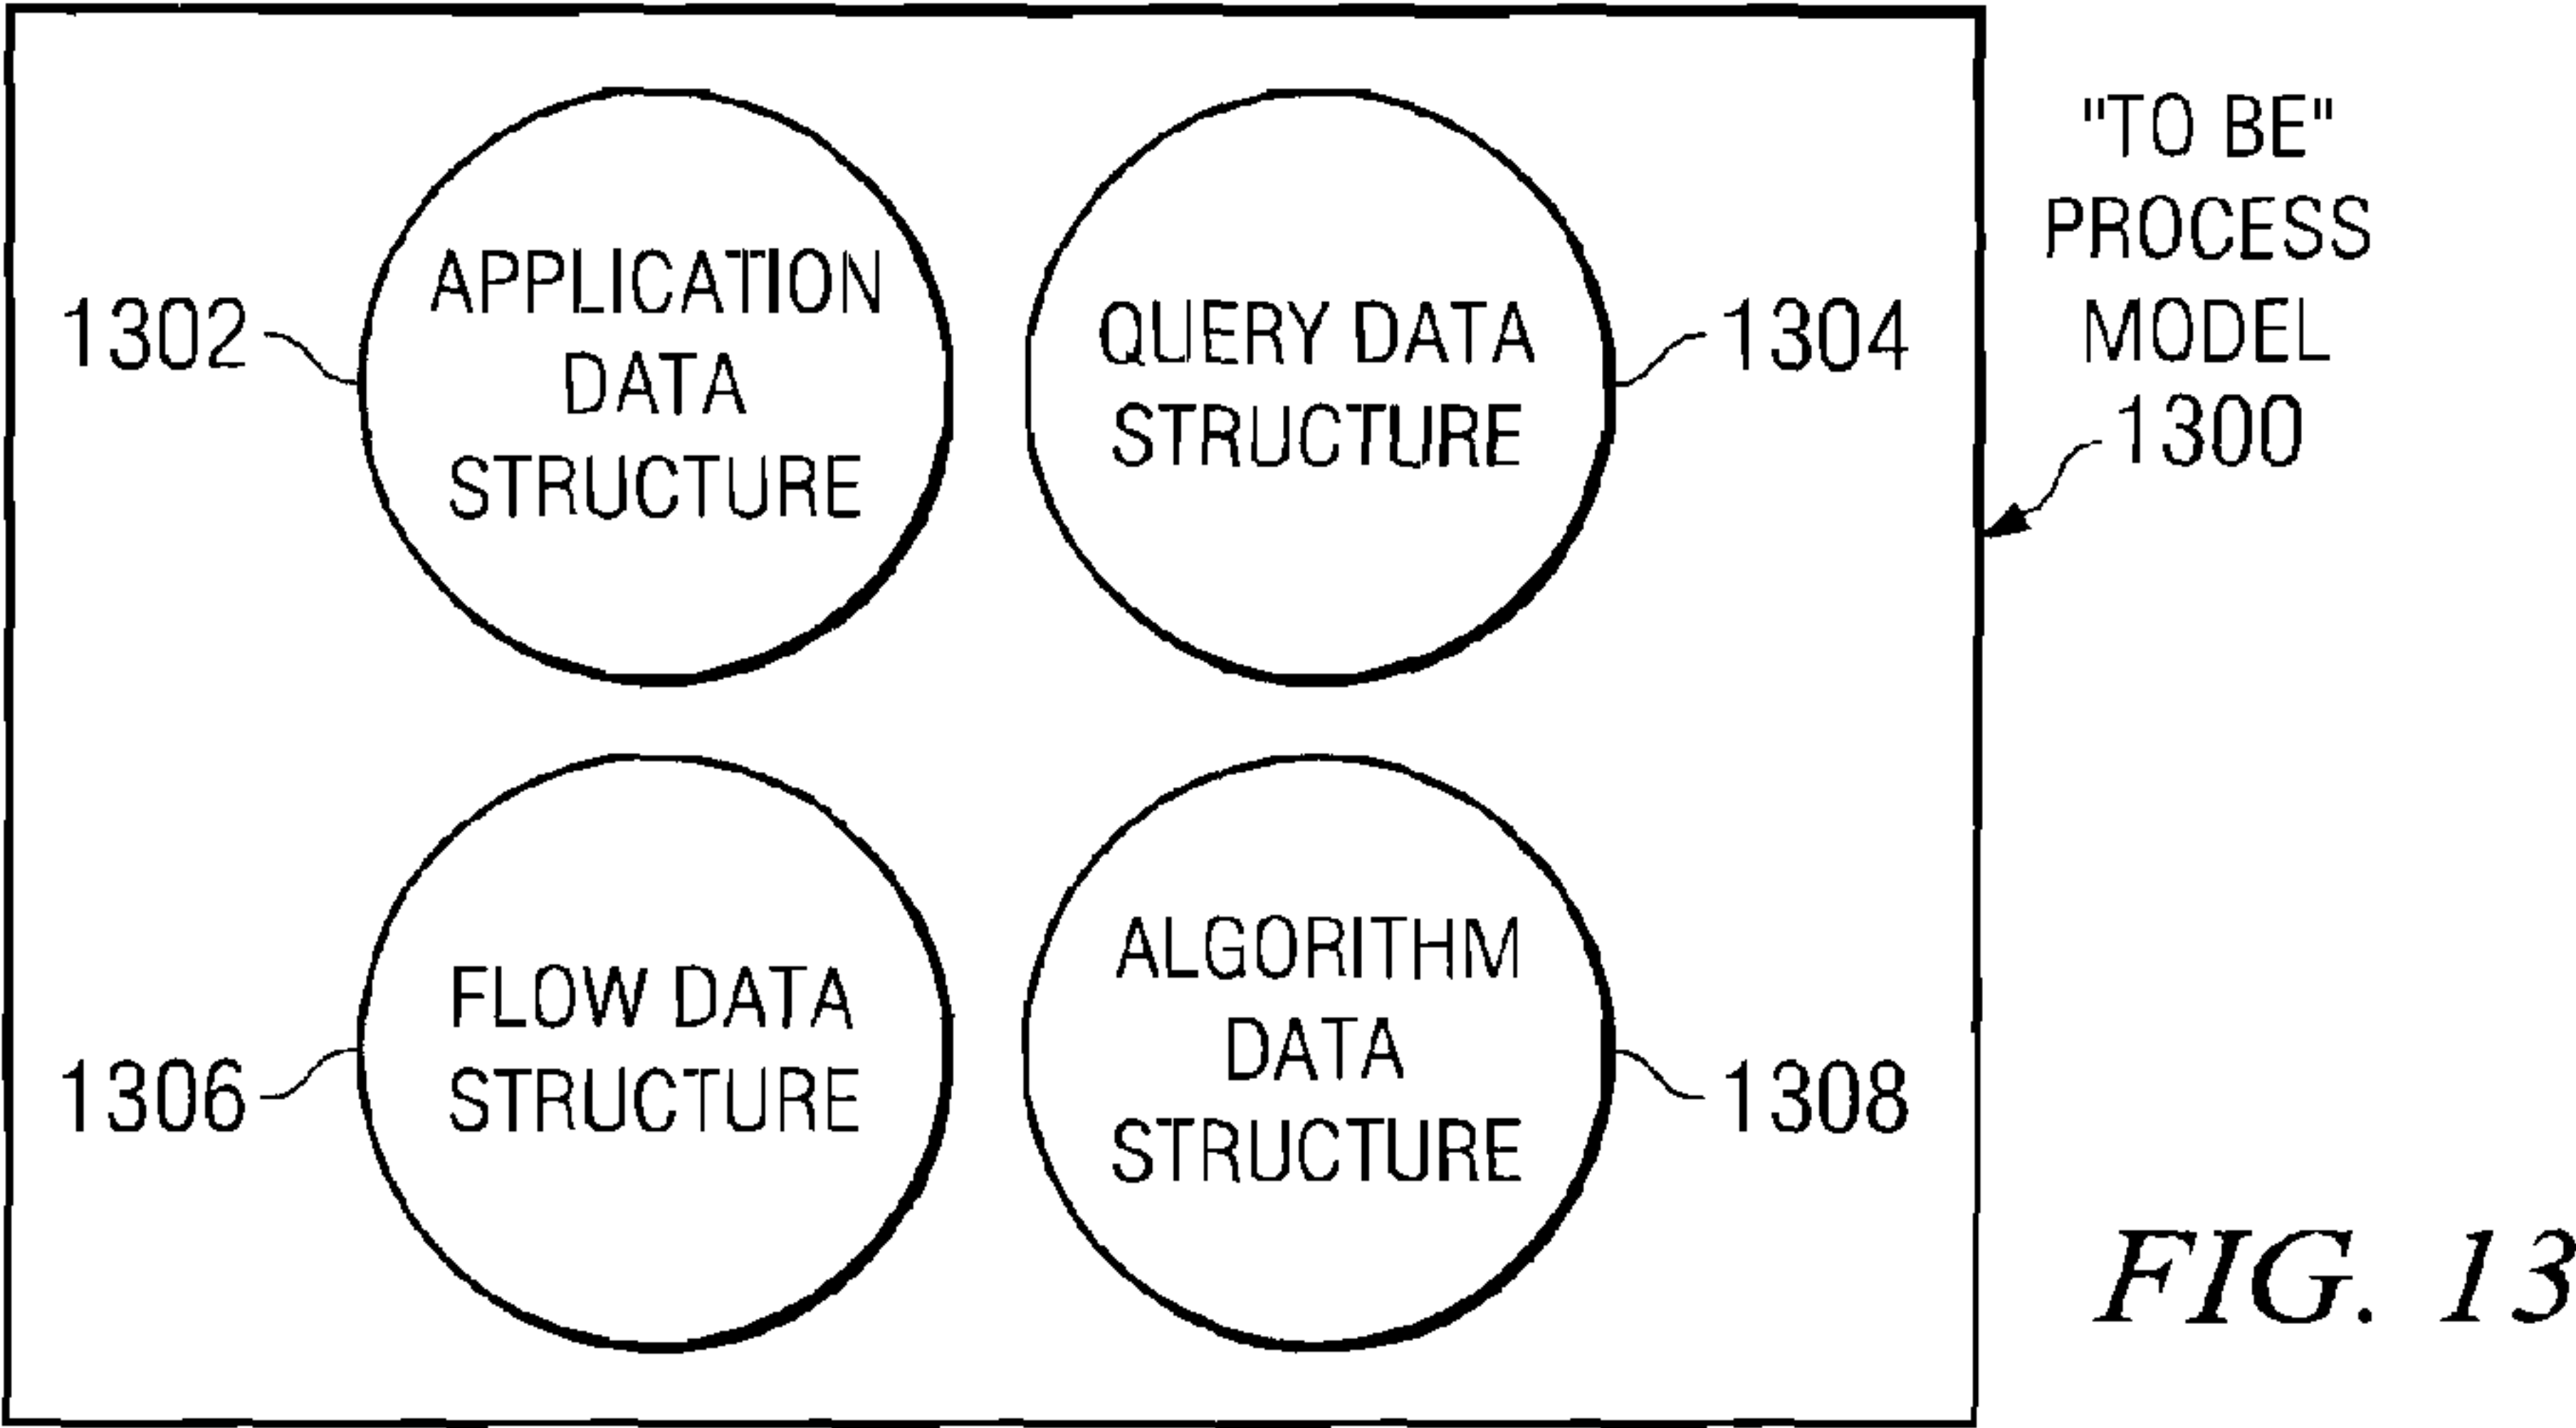 APPLICATION
DATA
STRUCTURE
1302
QUERY DATA
STRUCTURE
1304
"TO BE"
PROCESS
MODEL
1300
FLOW DATA
STRUCTURE
1306
ALGORITHM
DATA
STRUCTURE
1308
FIG. 13